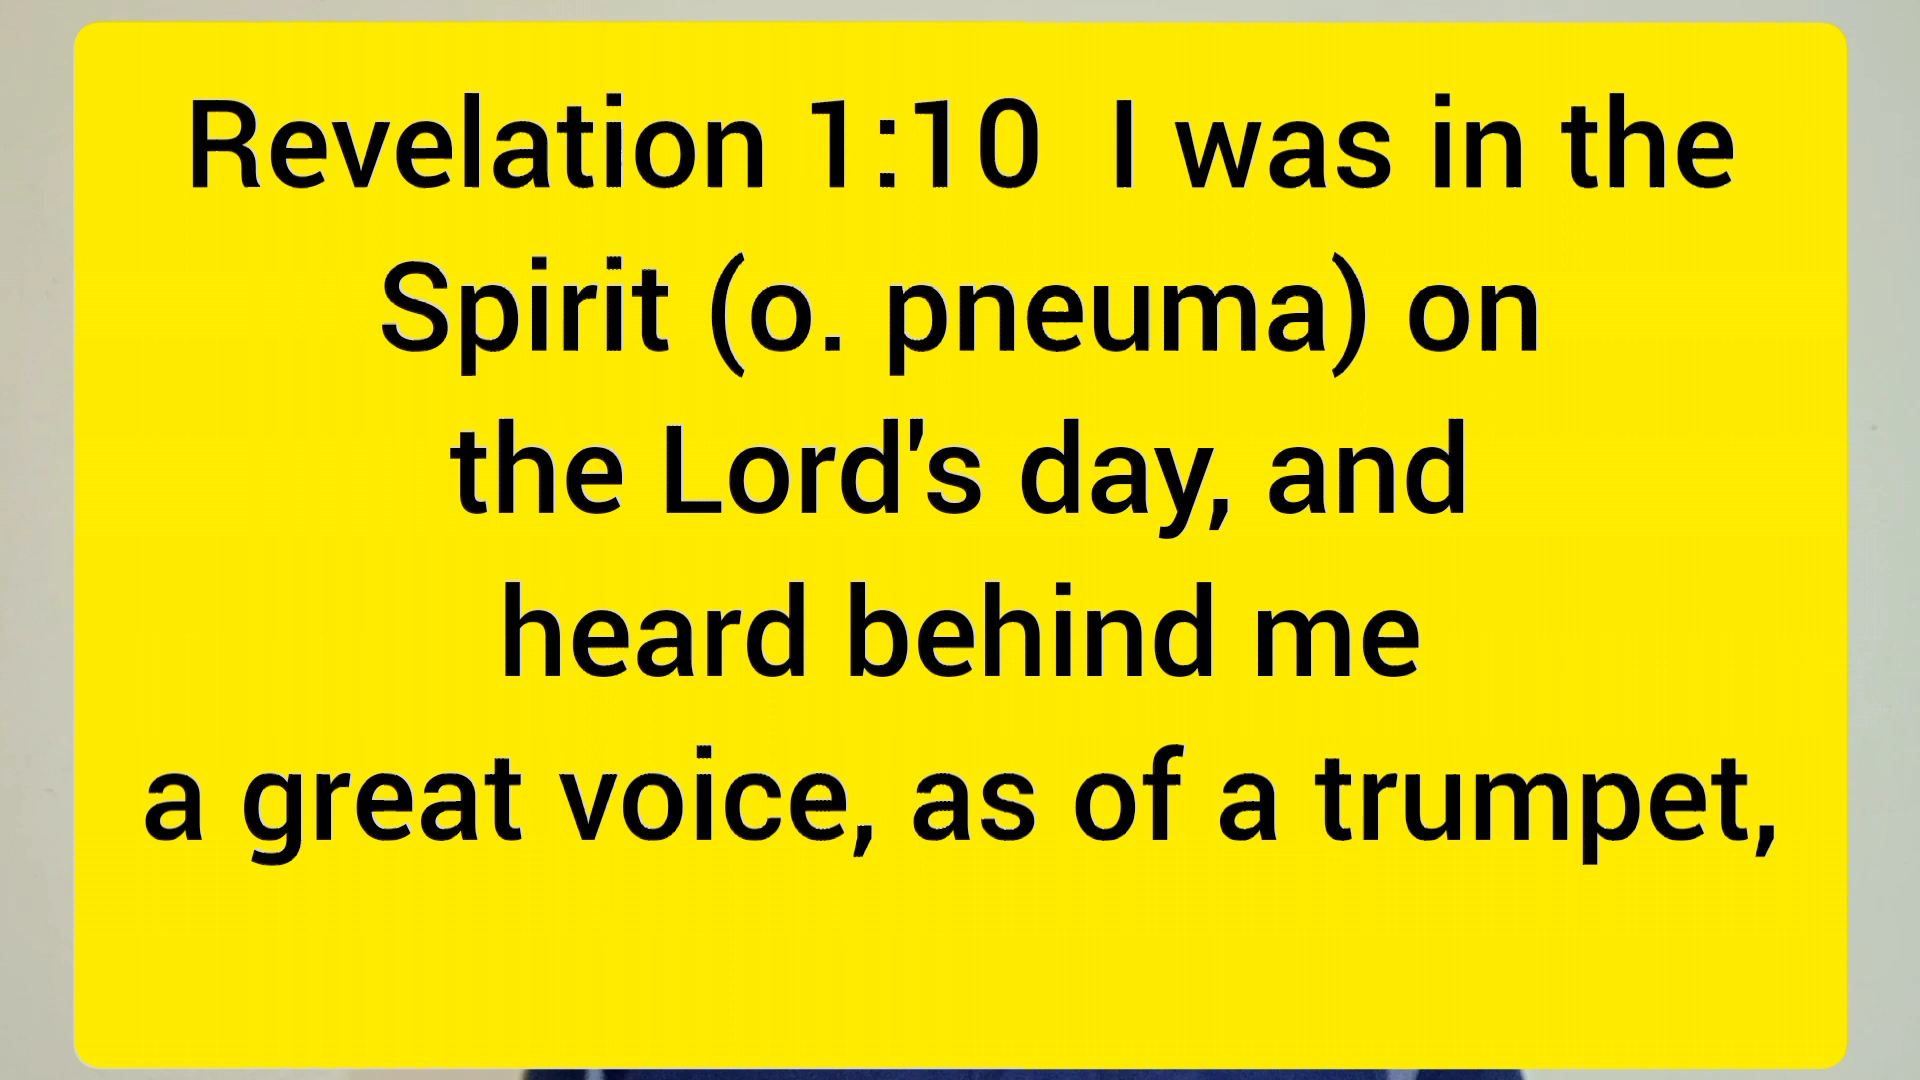 Revelation 1:10  I was in the
Spirit (o. pneuma) on
the Lord's day, and
heard behind me
a great voice, as of a trumpet,